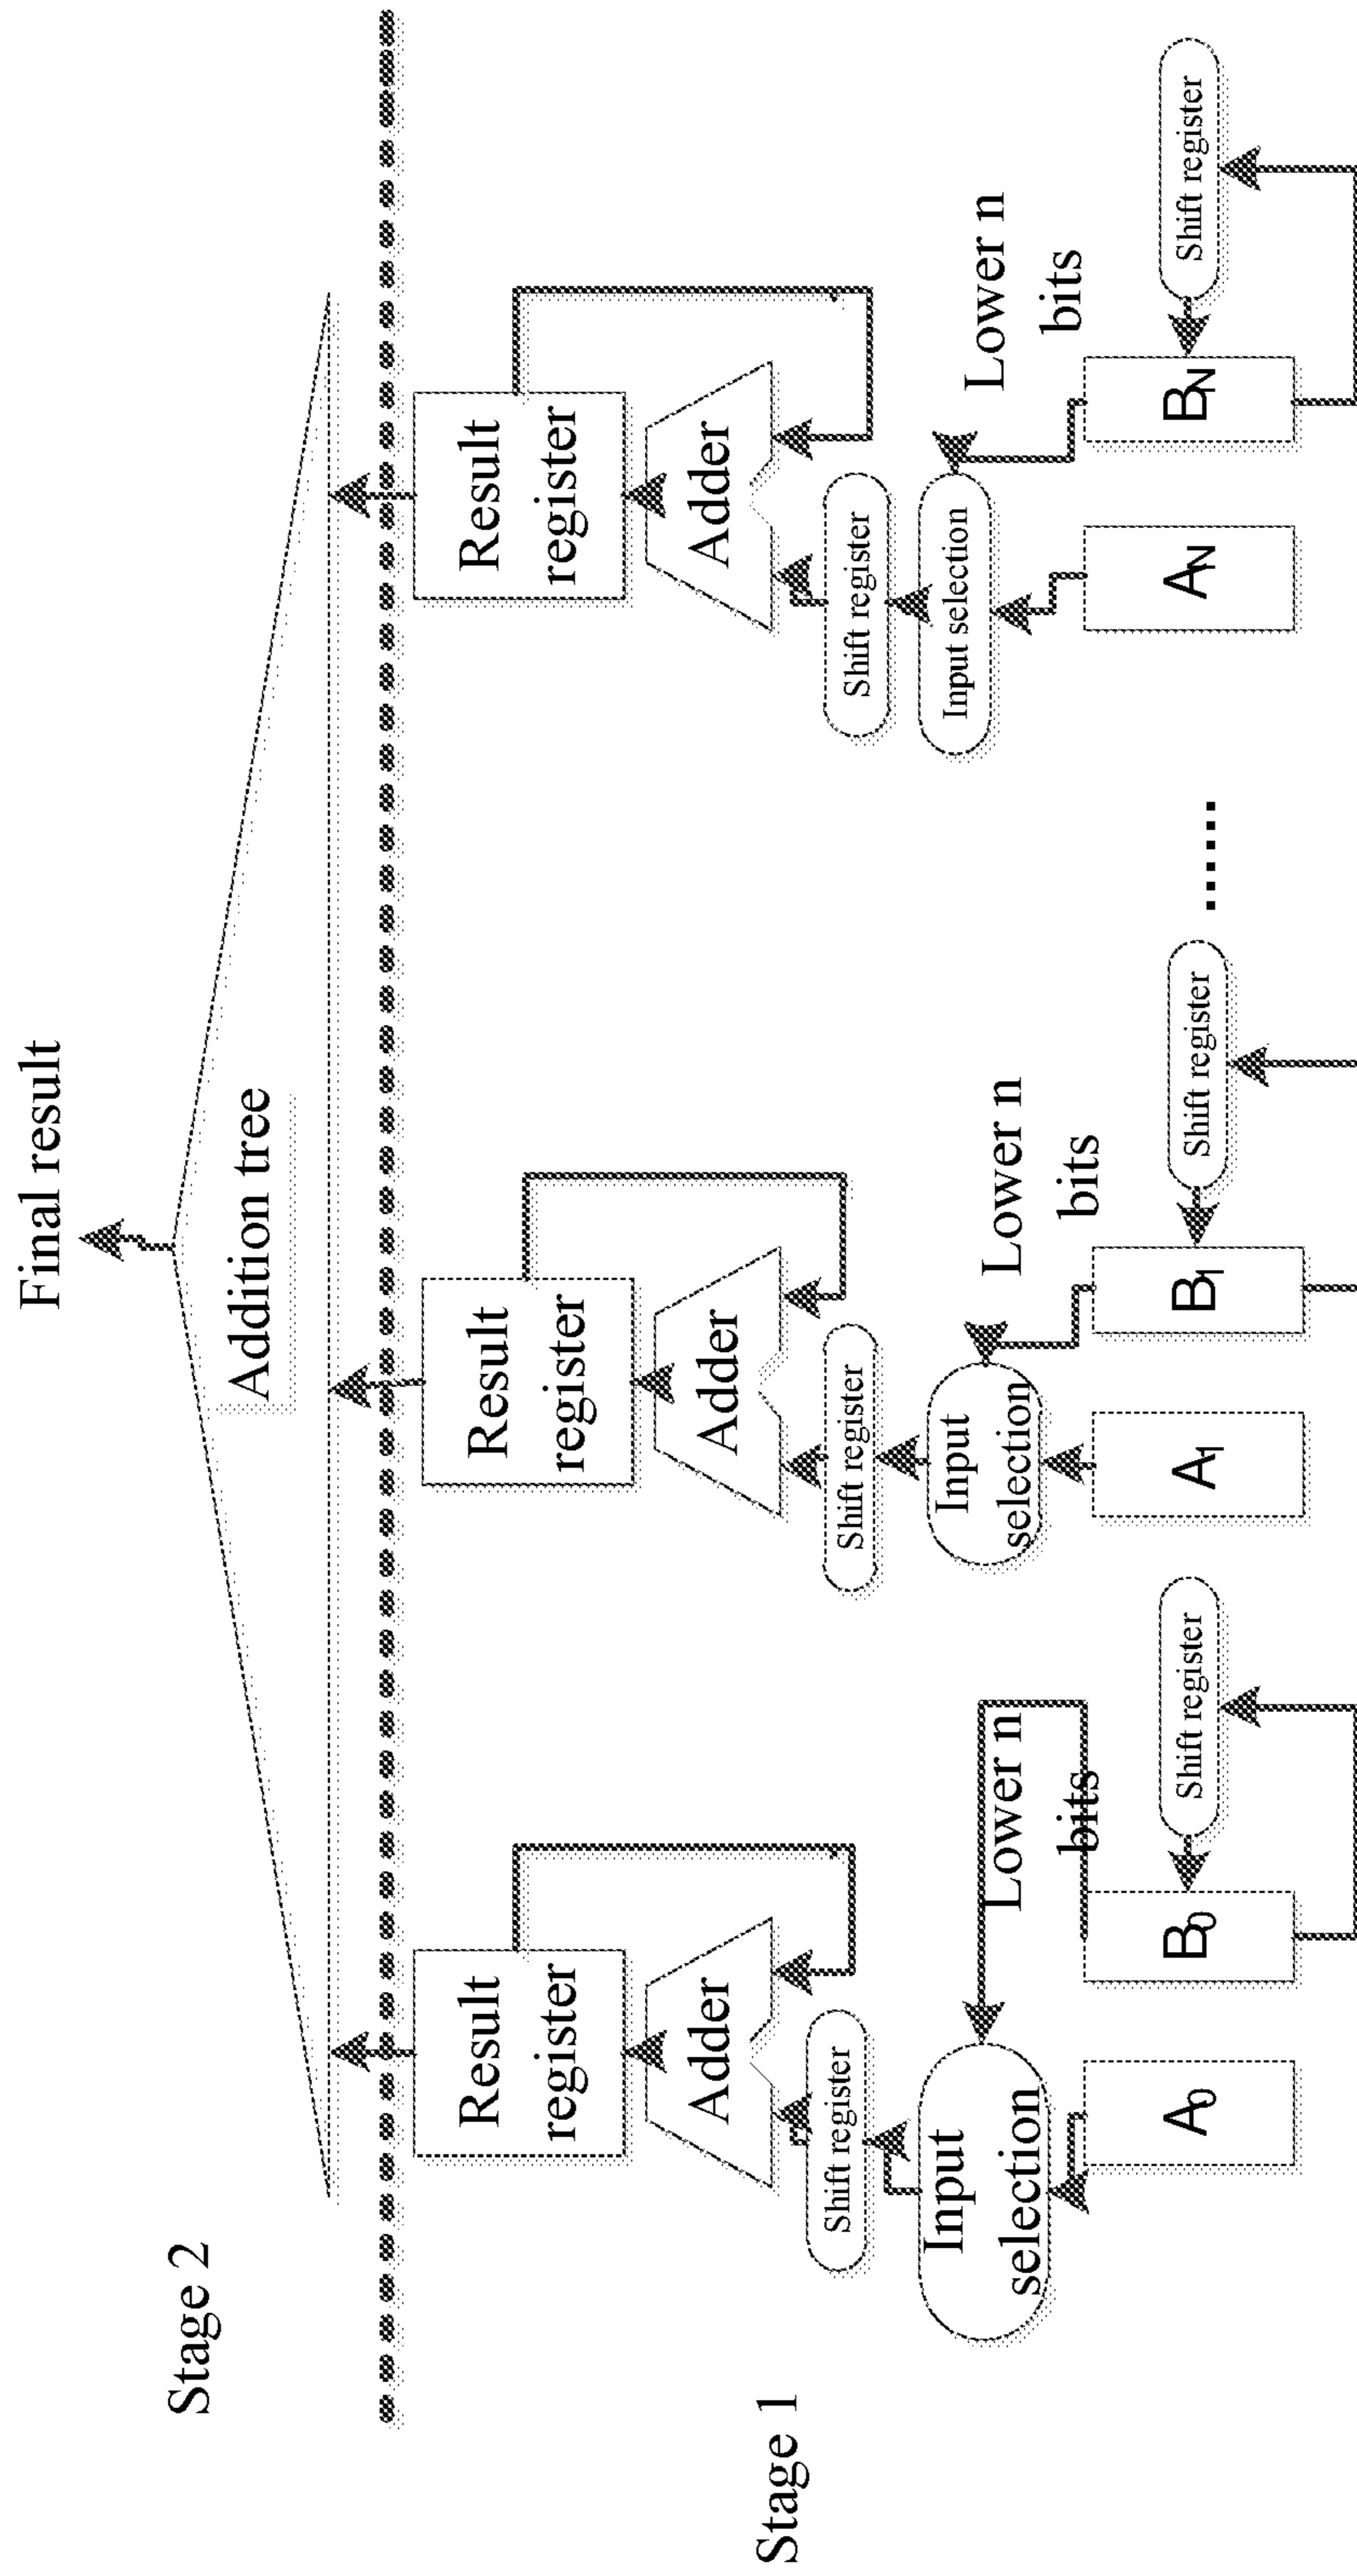 Final result
Stage 2
Addition tree
Result
register
Result
register
Result
register
Adder
Adder
Adder
Stage 1
Shift register
Shift register
Shift register
Input
selection
Input
selection
Input selection
Lower n
bits
Lower n
bits
Lower n
bits
A0
B0
Shift register
A1
B1
Shift register
......
AN
BN
Shift register